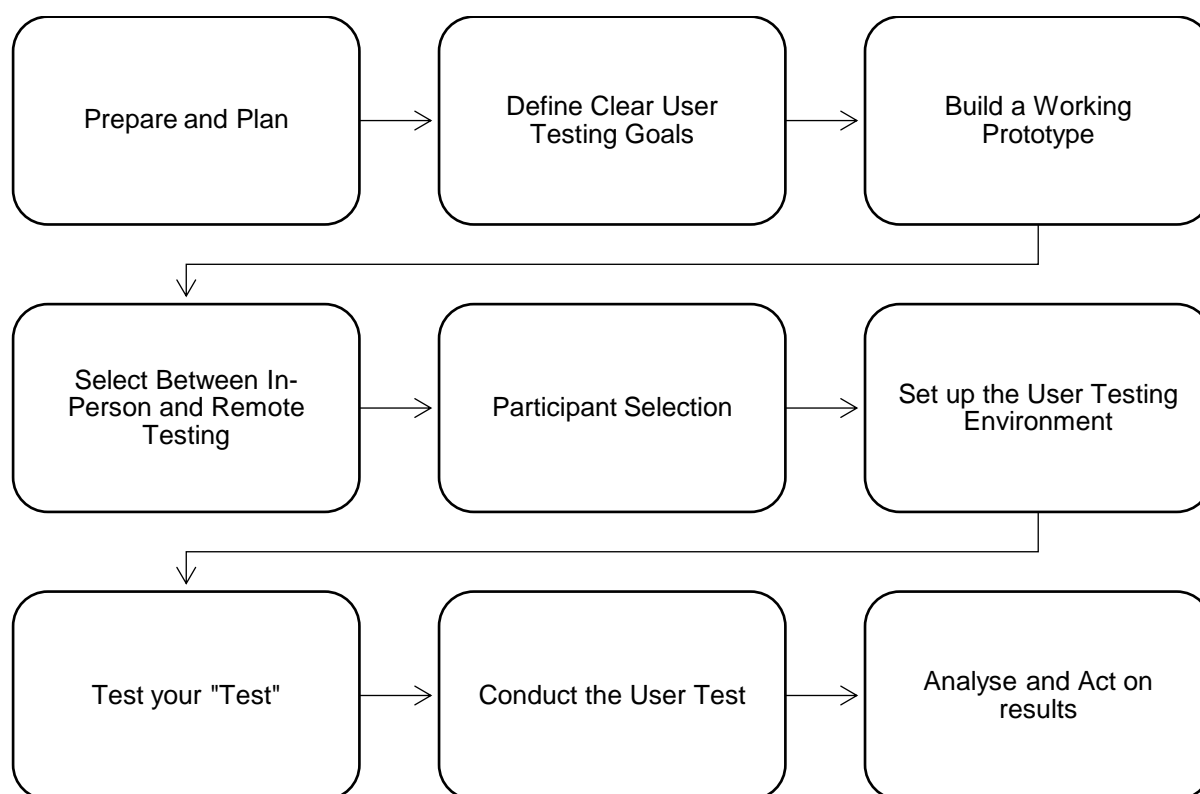 Prepare and Plan
Define Clear User
Testing Goals
Build a Working
Prototype
Select Between In-
Person and Remote
Testing
Participant Selection
Set up the User Testing
Environment
Test your "Test"
Conduct the User Test
Analyse and Act on
results